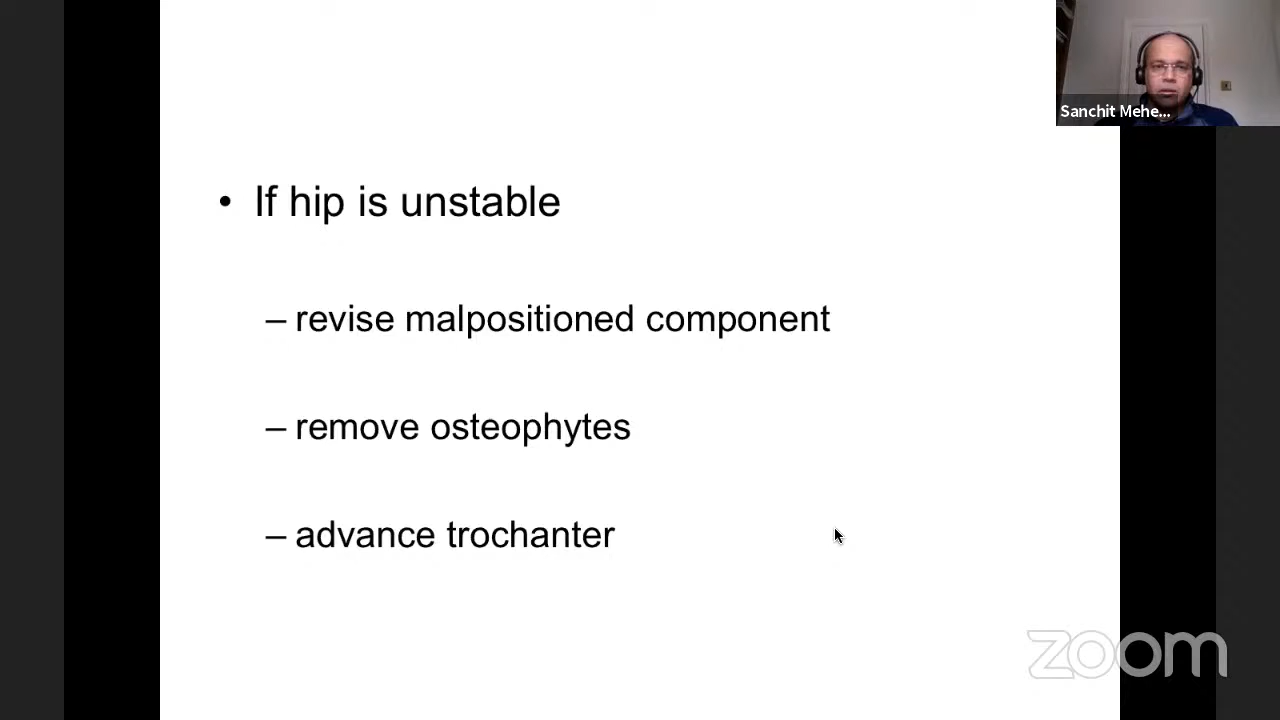 Sanchit Mehe...
• If hip is unstable
– revise malpositioned component
– remove osteophytes
– advance trochanter
zoom